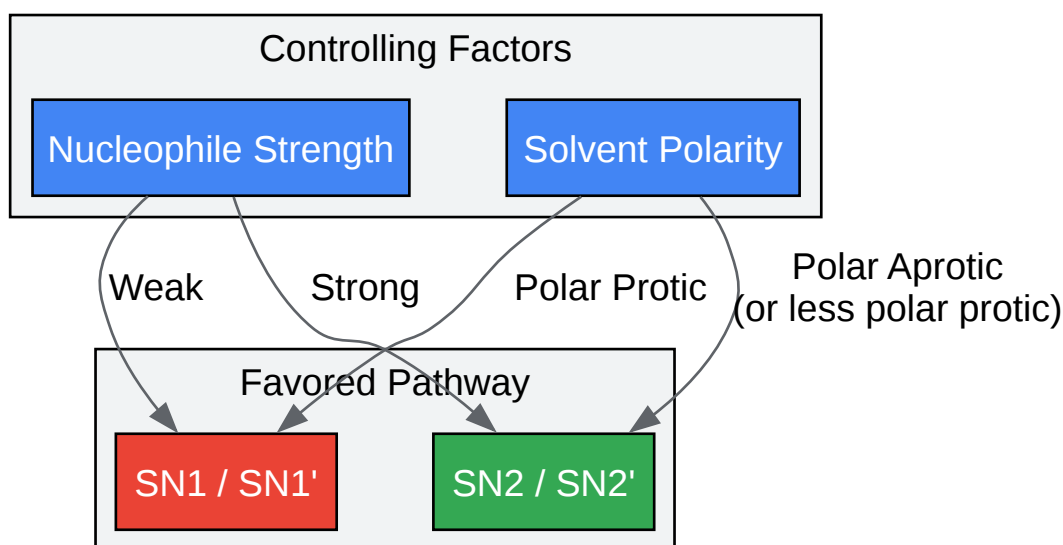 Controlling Factors
Nucleophile Strength
Solvent Polarity
Weak
Strong
Polar Protic
Polar Aprotic
(or less polar protic)
Favored Pathway
SN1 / SN1'
SN2 / SN2'